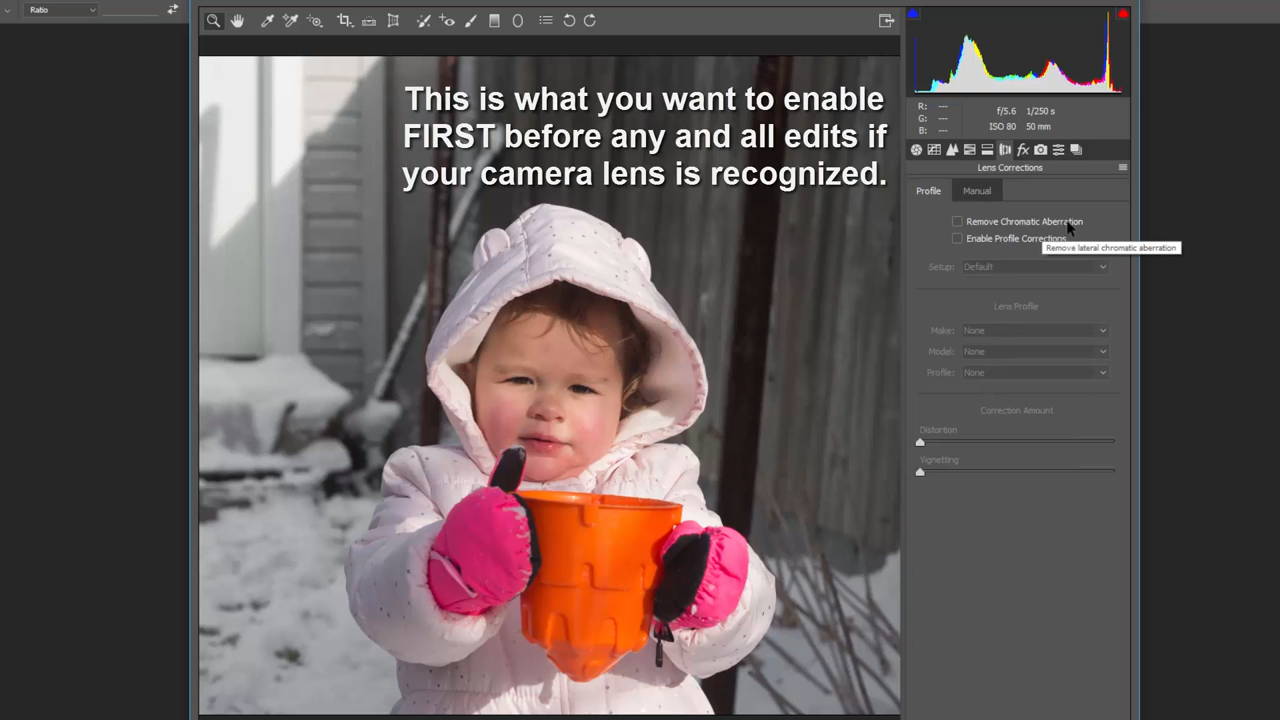 Ratio
This is what you want to enable
FIRST before any and all edits if
your camera lens is recognized.
R: ---
G: ---
B: ---
f/5.6 1/250 s
ISO 80 50 mm
fx
Lens Corrections
Profile Manual
Remove Chromatic Aberration
Enable Profile Corrections
Remove lateral chromatic aberration
Setup: Default
Lens Profile
Make: None
Model: None
Profile: None
Correction Amount
Distortion
Vignetting